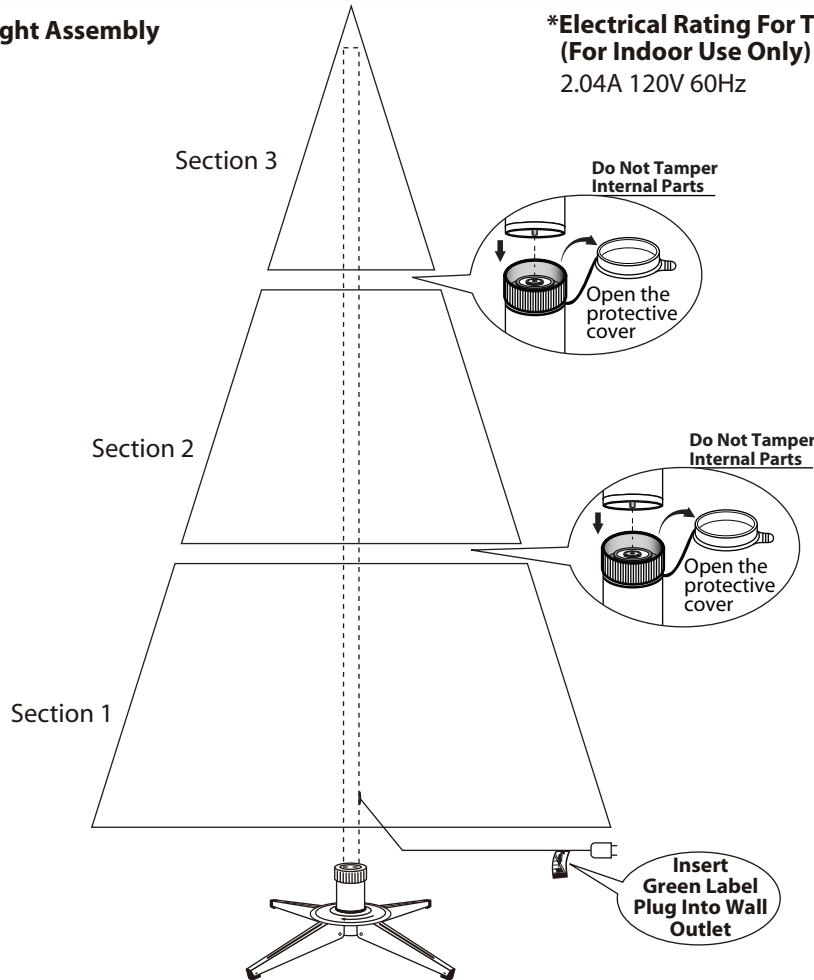 ght Assembly
*Electrical Rating For T
(For Indoor Use Only)
2.04A 120V 60Hz
Section 3
Do Not Tamper
Internal Parts
Open the
protective
cover
Section 2
Do Not Tamper
Internal Parts
Open the
protective
cover
Section 1
Insert
Green Label
Plug Into Wall
Outlet